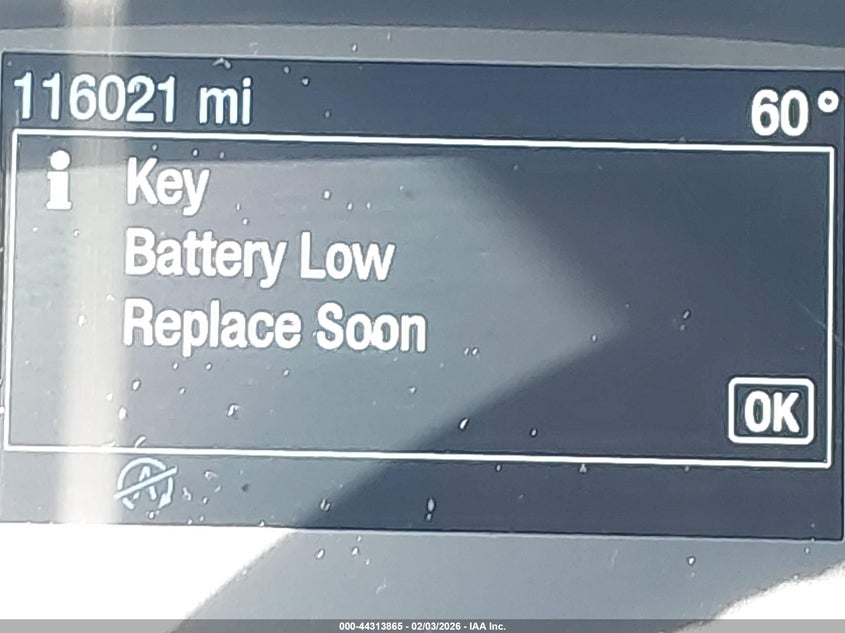 116021 mi 60°
i Key
Battery Low
Replace Soon
OK
A
000-44313865 - 02/03/2026 - IAA Inc.